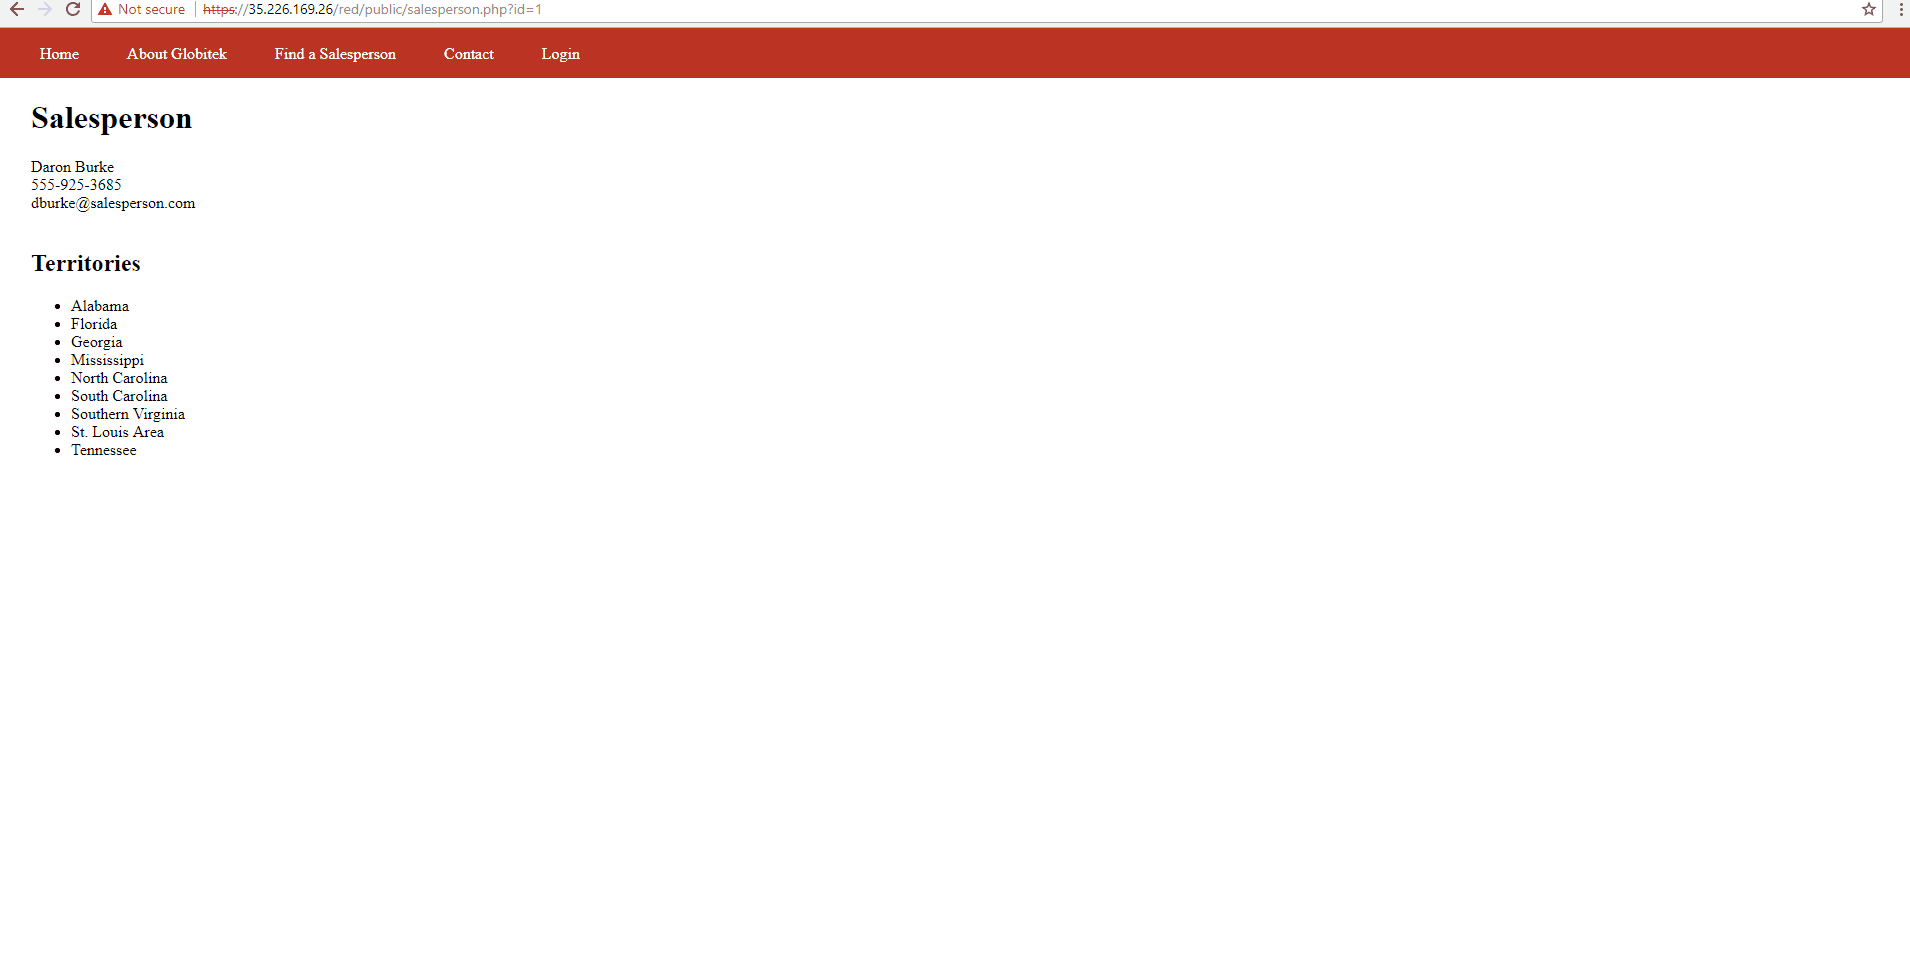 Not secure https://35.226.169.26/red/public/salesperson.php?id=1
Home About Globitek Find a Salesperson Contact Login
Salesperson
Daron Burke
555-925-3685
dburke@salesperson.com
Territories
Alabama
Florida
Georgia
Mississippi
North Carolina
South Carolina
Southern Virginia
St. Louis Area
Tennessee